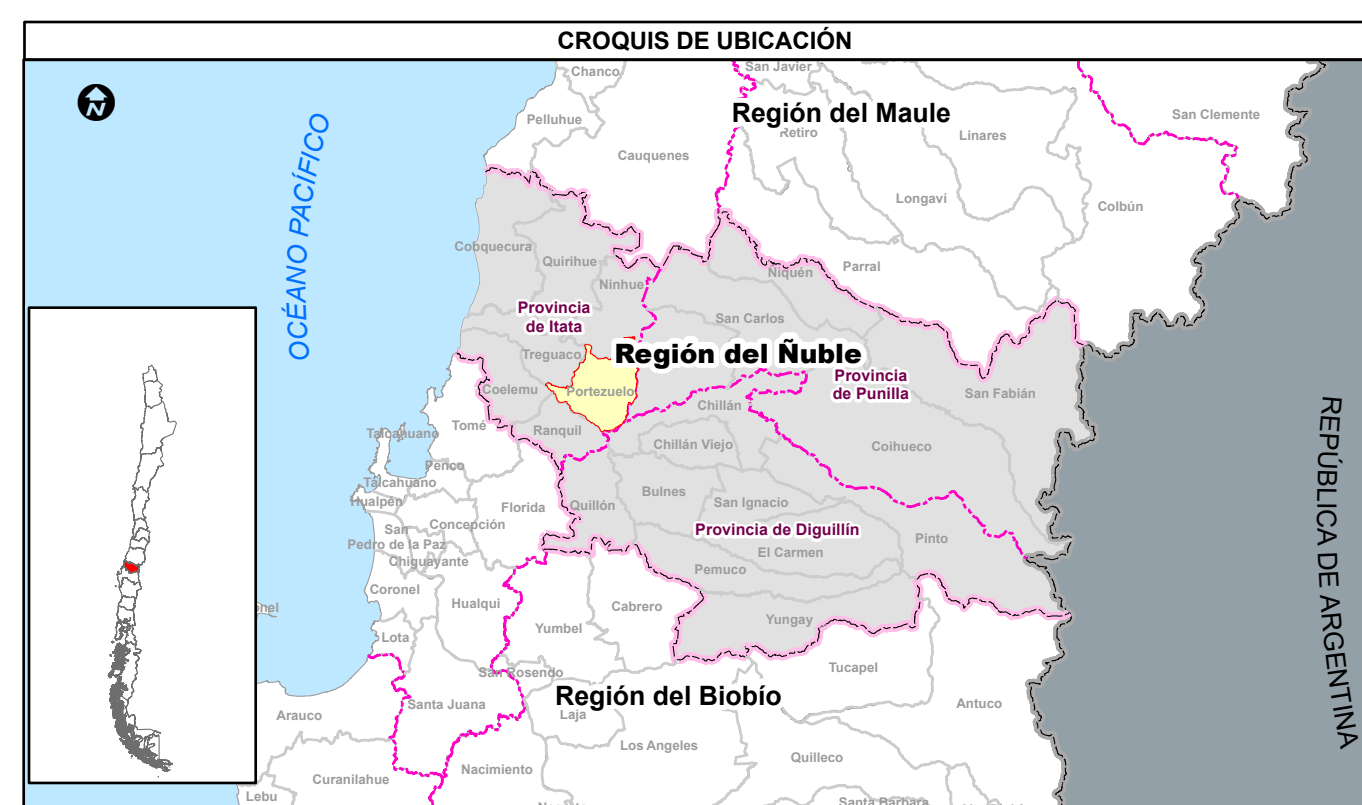 CROQUIS DE UBICACIÓN
N
OCÉANO PACÍFICO
Chanco
San Javier
Región del Maule
San Clemente
Pelluhue
Retiro
Linares
Cauquenes
Longaví
Colbún
Cobquecura
Quirihue
Ninhue
Niquén
Parral
Provincia
de Itata
San Carlos
Región del Ñuble
Treguaco
Provincia
de Punilla
Coelemu
Portezuelo
San Fabián
Chillán
Talcahuano
Tomé
Ranquil
Chillán Viejo
Coihueco
REPÚBLICA DE ARGENTINA
Penco
Talcahuano
Hualpén
Florida
Quillón
Bulnes
San Ignacio
San
Pedro de la Paz
Concepción
Provincia de Diguillín
Pinto
Chiguayante
El Carmen
Pemuco
Coronel
Hualqui
Cabrero
Yungay
Yumbel
Lota
San Rosendo
Tucapel
Región del Biobío
Santa Juana
Antuco
Arauco
Laja
Los Angeles
Quilleco
Nacimiento
Curanilahue
Lebu
Santa Bárbara